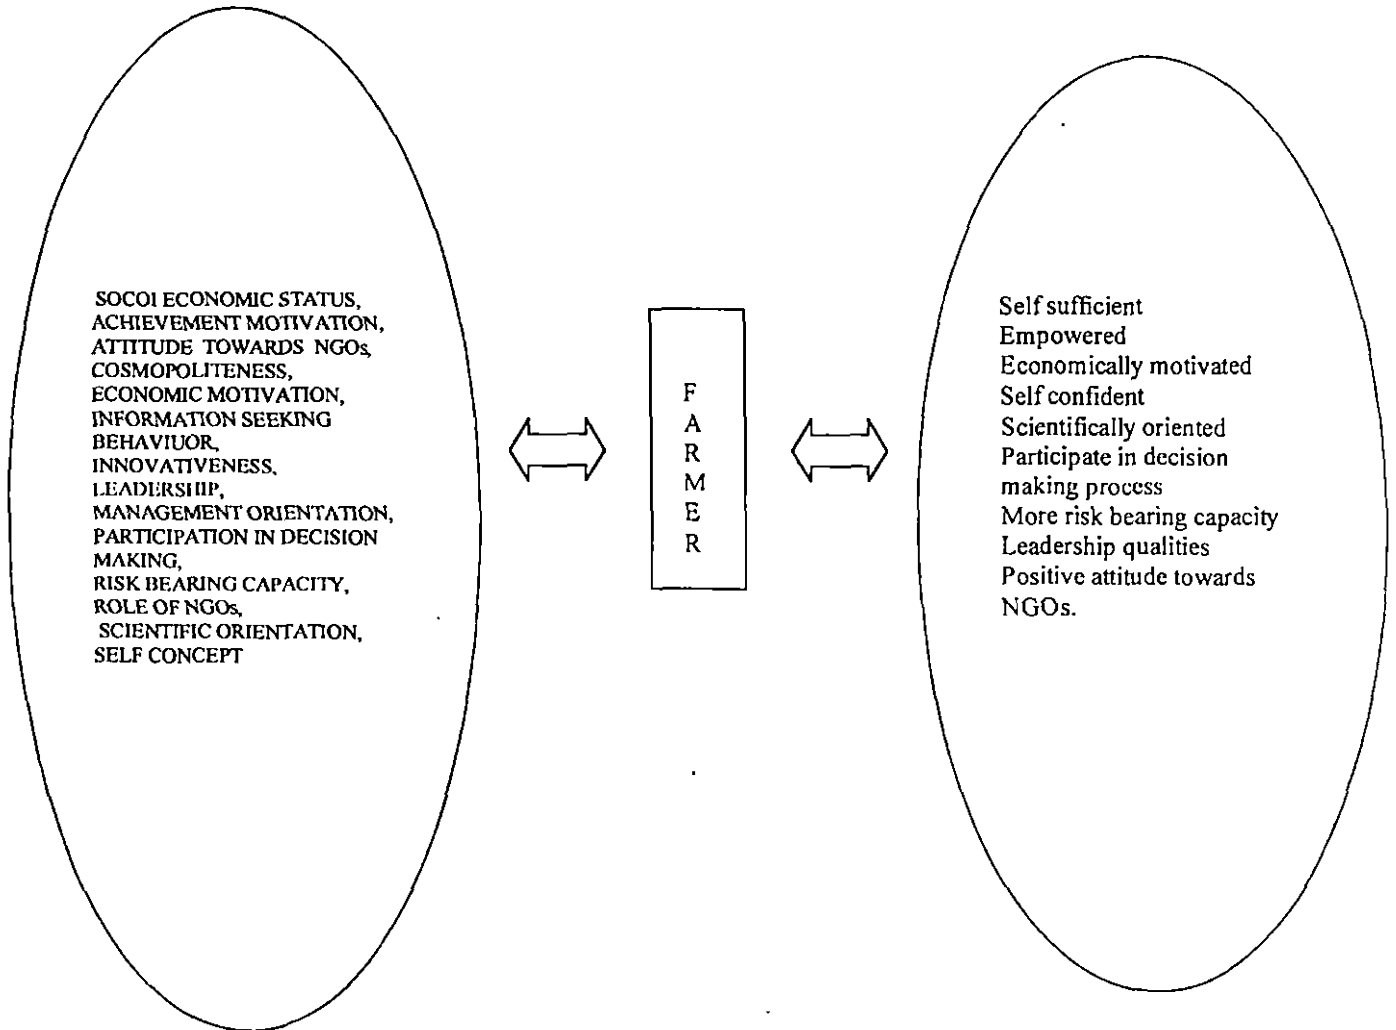 SOCOI ECONOMIC STATUS,
ACHIEVEMENT MOTIVATION,
ATTITUDE TOWARDS NGOs,
COSMOPOLITENESS,
ECONOMIC MOTIVATION,
INFORMATION SEEKING
BEHAVIUOR,
INNOVATIVENESS,
LEADERSHIP,
MANAGEMENT ORIENTATION,
PARTICIPATION IN DECISION
MAKING,
RISK BEARING CAPACITY,
ROLE OF NGOs,
SCIENTIFIC ORIENTATION,
SELF CONCEPT
F
A
R
M
E
R
Self sufficient
Empowered
Economically motivated
Self confident
Scientifically oriented
Participate in decision
making process
More risk bearing capacity
Leadership qualities
Positive attitude towards
NGOs.